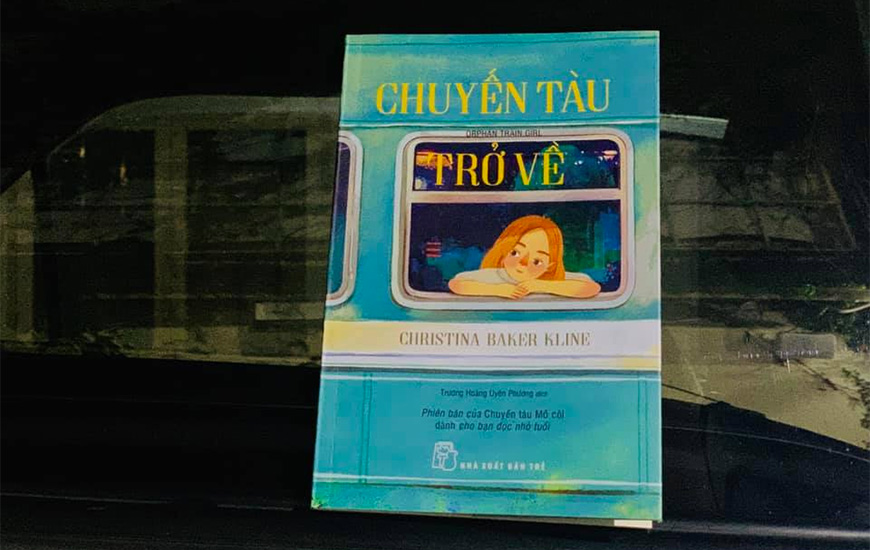 CHUYẾN TÀU
ORPHAN TRAIN GIRL
TRỞ VỀ
CHRISTINA BAKER KLINE
Trương Hoàng Uyên Phương dịch
Phiên bản của Chuyến tàu Mồ côi
dành cho bạn đọc nhỏ tuổi
NHÀ XUẤT BẢN TRẺ